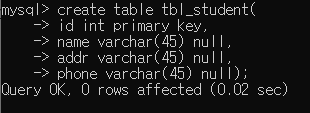 mysql> create table tbl_student(
    -> id int primary key,
    -> name varchar(45) null,
    -> addr varchar(45) null,
    -> phone varchar(45) null);
Query OK, 0 rows affected (0.02 sec)